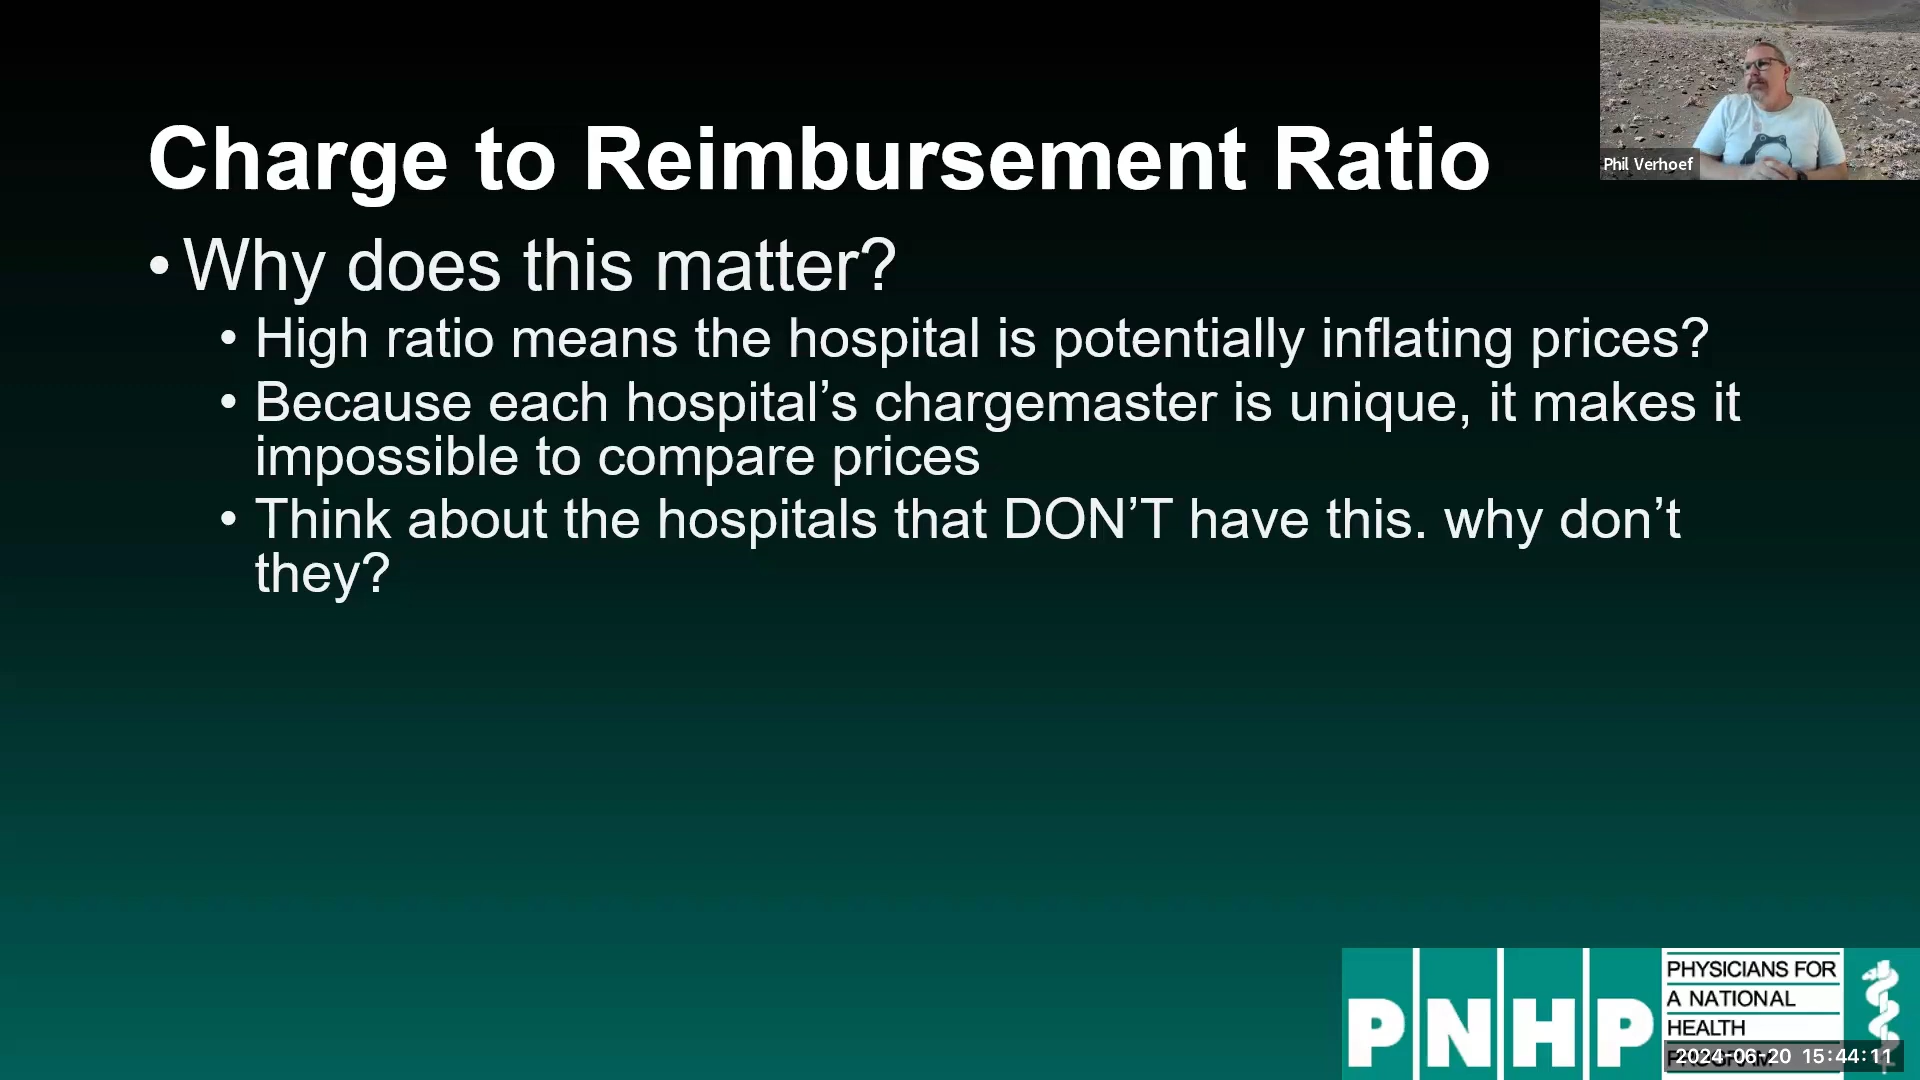 Charge to Reimbursement Ratio
Phil Verhoef
• Why does this matter?
• High ratio means the hospital is potentially inflating prices?
• Because each hospital’s chargemaster is unique, it makes it
impossible to compare prices
• Think about the hospitals that DON’T have this. why don’t
they?
PNHP
PHYSICIANS FOR
A NATIONAL
HEALTH
PROGRAM
2024-06-20 15:44:11